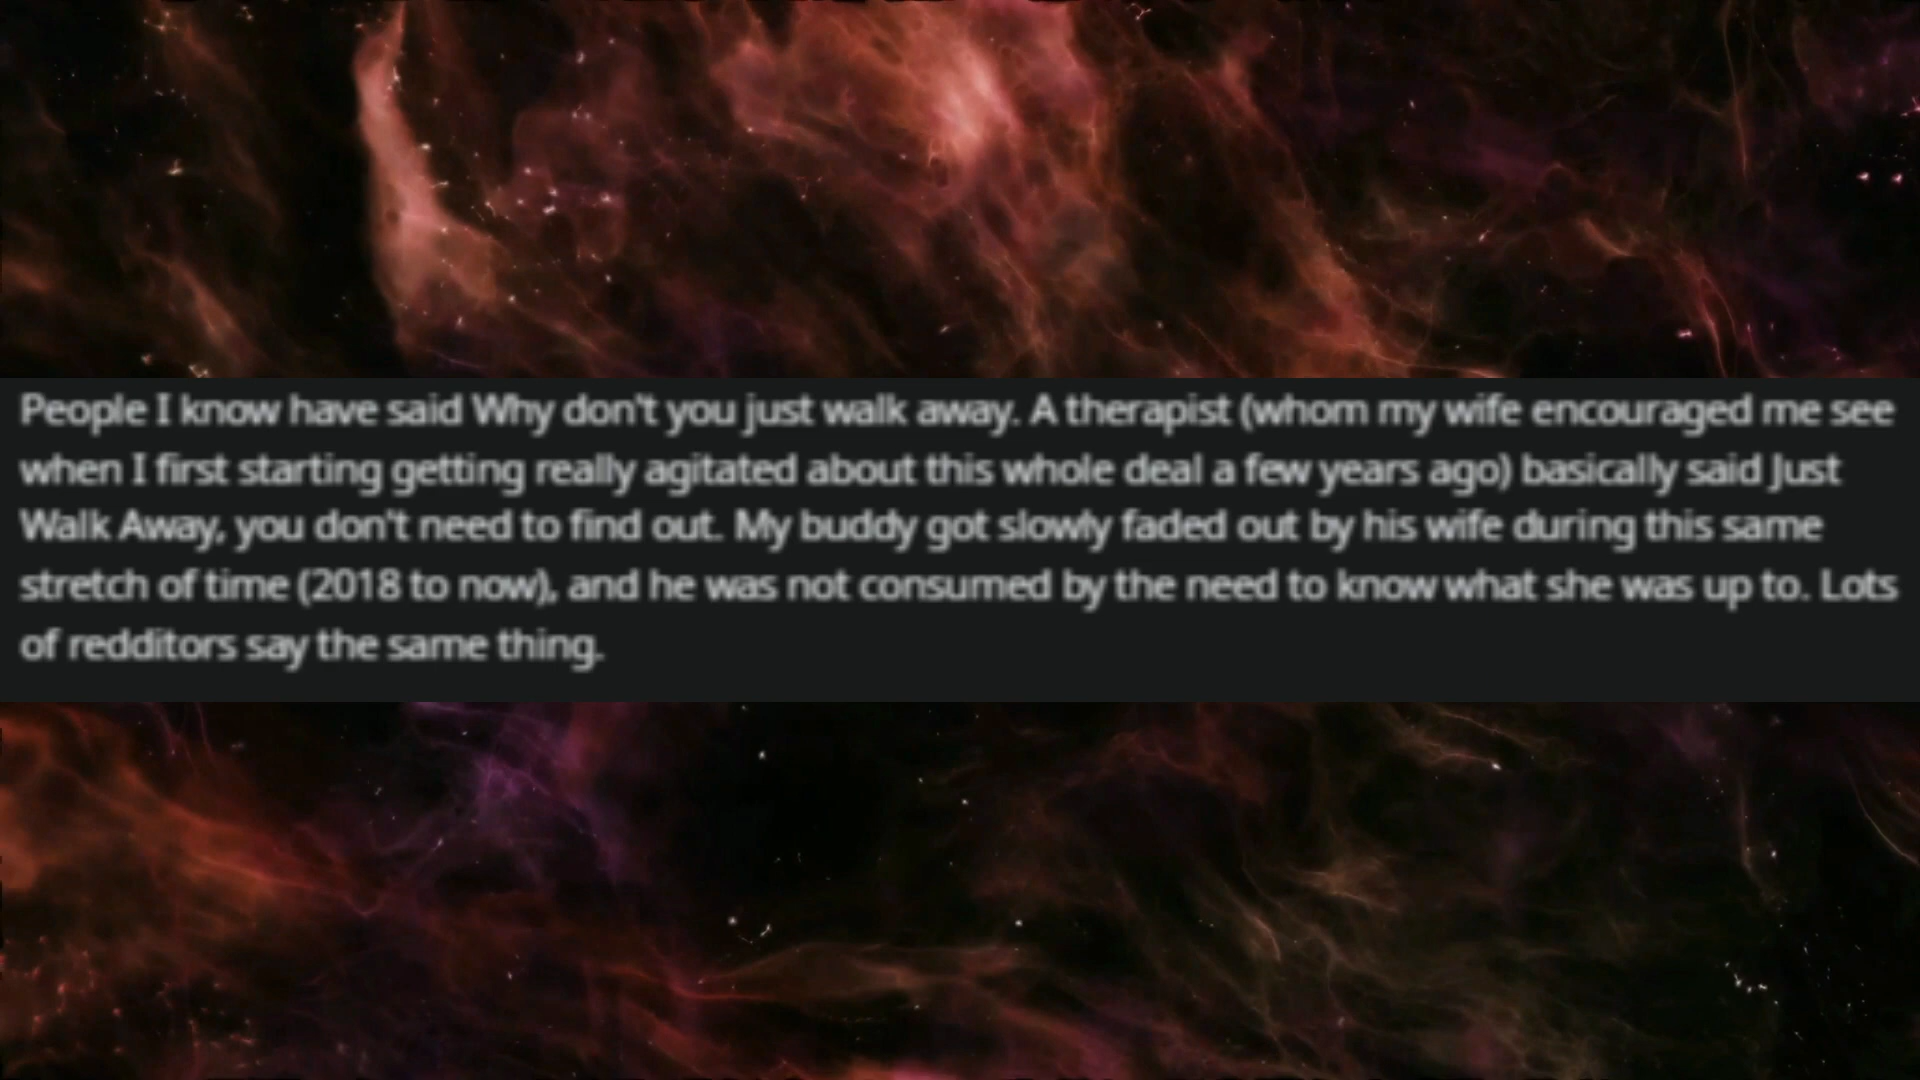 People I know have said Why don't you just walk away. A therapist (whom my wife encouraged me see
when I first starting getting really agitated about this whole deal a few years ago) basically said Just
Walk Away, you don't need to find out. My buddy got slowly faded out by his wife during this same
stretch of time (2018 to now), and he was not consumed by the need to know what she was up to. Lots
of redditors say the same thing.